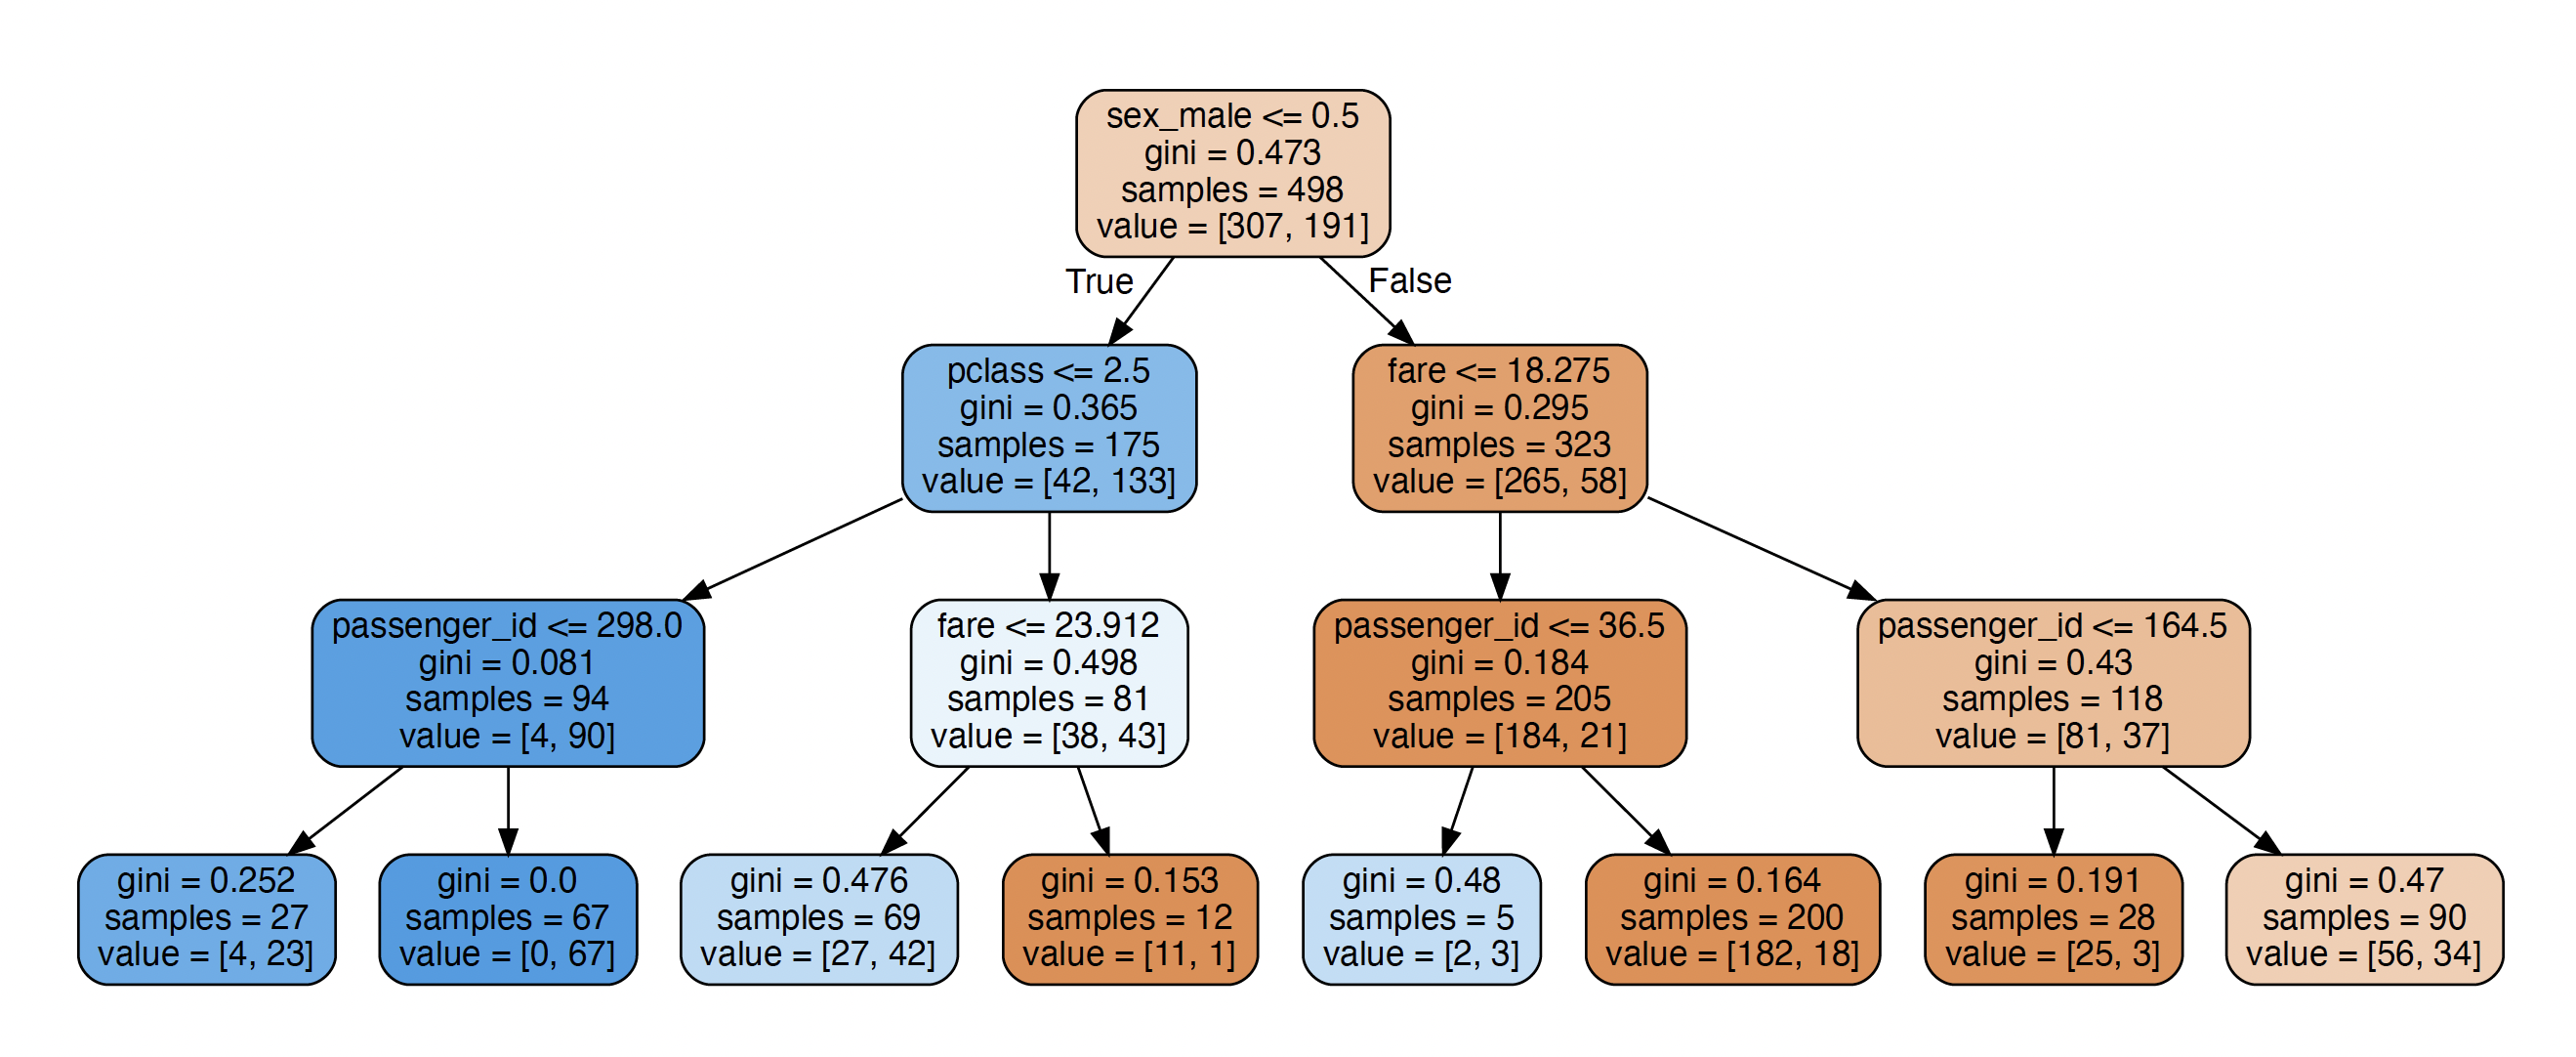 sex_male <= 0.5
gini = 0.473
samples = 498
value = [307, 191]
True
False
pclass <= 2.5
gini = 0.365
samples = 175
value = [42, 133]
fare <= 18.275
gini = 0.295
samples = 323
value = [265, 58]
passenger_id <= 298.0
gini = 0.081
samples = 94
value = [4, 90]
fare <= 23.912
gini = 0.498
samples = 81
value = [38, 43]
passenger_id <= 36.5
gini = 0.184
samples = 205
value = [184, 21]
passenger_id <= 164.5
gini = 0.43
samples = 118
value = [81, 37]
gini = 0.252
samples = 27
value = [4, 23]
gini = 0.0
samples = 67
value = [0, 67]
gini = 0.476
samples = 69
value = [27, 42]
gini = 0.153
samples = 12
value = [11, 1]
gini = 0.48
samples = 5
value = [2, 3]
gini = 0.164
samples = 200
value = [182, 18]
gini = 0.191
samples = 28
value = [25, 3]
gini = 0.47
samples = 90
value = [56, 34]